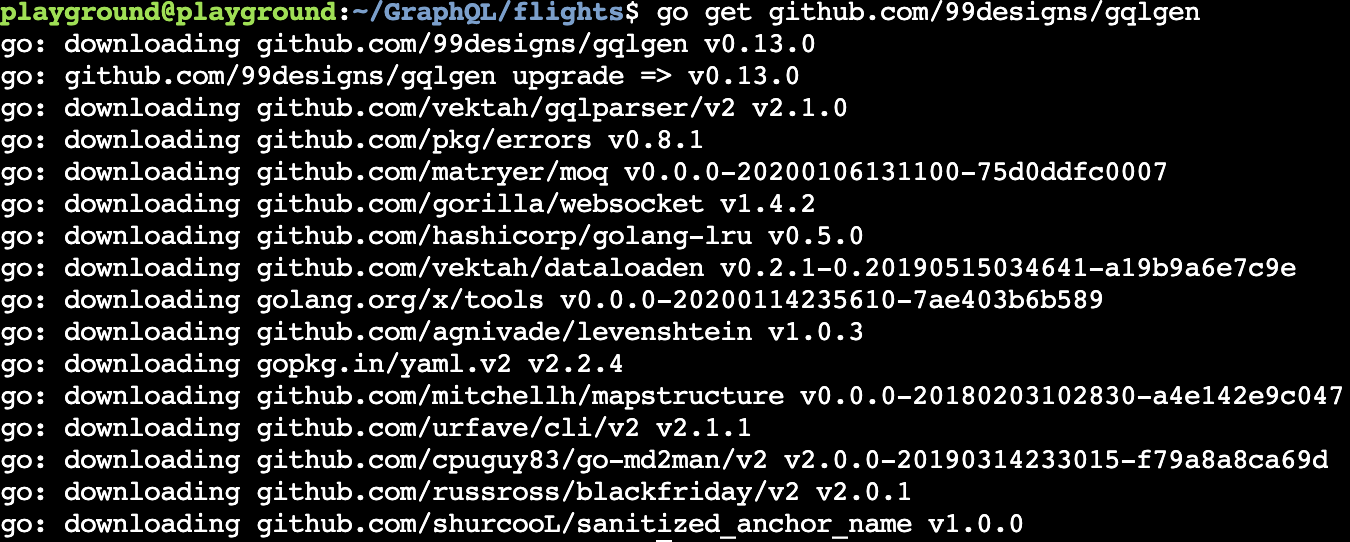 playground@playground:~/GraphQL/flights$ go get github.com/99designs/gqlgen
go: downloading github.com/99designs/gqlgen v0.13.0
go: github.com/99designs/gqlgen upgrade => v0.13.0
go: downloading github.com/vektah/gqlparser/v2 v2.1.0
go: downloading github.com/pkg/errors v0.8.1
go: downloading github.com/matryer/moq v0.0.0-20200106131100-75d0ddfc0007
go: downloading github.com/gorilla/websocket v1.4.2
go: downloading github.com/hashicorp/golang-lru v0.5.0
go: downloading github.com/vektah/dataloaden v0.2.1-0.20190515034641-a19b9a6e7c9e
go: downloading golang.org/x/tools v0.0.0-20200114235610-7ae403b6b589
go: downloading github.com/agnivade/levenshtein v1.0.3
go: downloading gopkg.in/yaml.v2 v2.2.4
go: downloading github.com/mitchellh/mapstructure v0.0.0-20180203102830-a4e142e9c047
go: downloading github.com/urfave/cli/v2 v2.1.1
go: downloading github.com/cpuguy83/go-md2man/v2 v2.0.0-20190314233015-f79a8a8ca69d
go: downloading github.com/russross/blackfriday/v2 v2.0.1
go: downloading github.com/shurcooL/sanitized_anchor_name v1.0.0